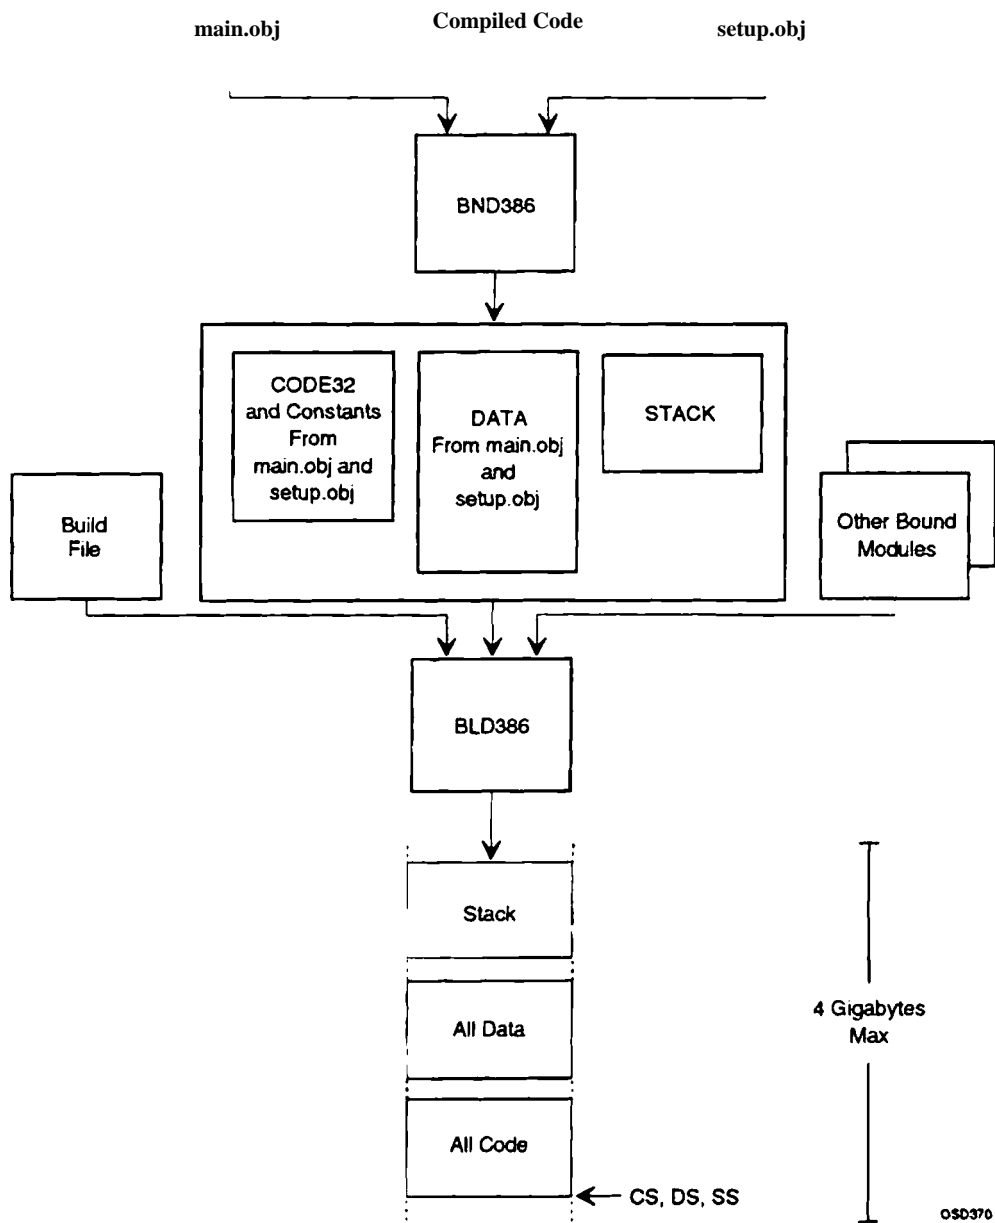 main.obj
Compiled Code
setup.obj
BND386
CODE32
and Constants
From
main.obj and
setup.obj
DATA
From main.obj
and
setup.obj
STACK
Build
File
Other Bound
Modules
BLD386
Stack
All Data
All Code
4 Gigabytes
Max
CS, DS, SS
OSD370